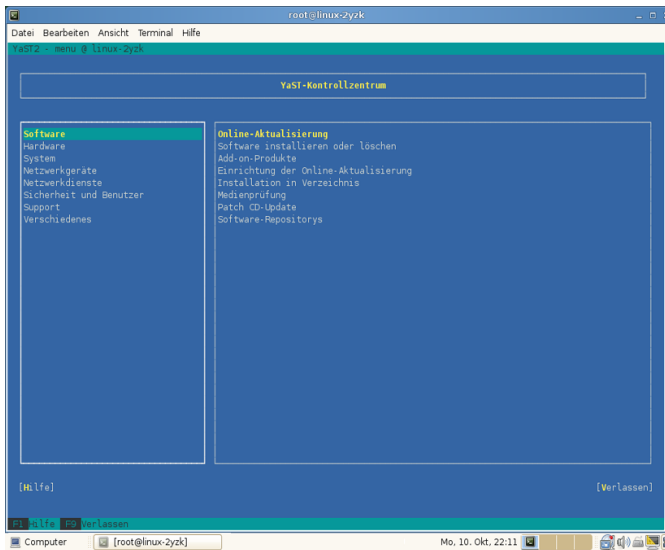 root@linux-2yzk
Datei Bearbeiten Ansicht Terminal Hilfe
YaST2 - menu @ linux-2yzk
YaST-Kontrollzentrum
Software
Hardware
System
Netzwerkgeräte
Netzwerkdienste
Sicherheit und Benutzer
Support
Verschiedenes
Online-Aktualisierung
Software installieren oder löschen
Add-on-Produkte
Einrichtung der Online-Aktualisierung
Installation in Verzeichnis
Medienprüfung
Patch CD-Update
Software-Repositorys
[Hilfe] [Verlassen]
F1 Hilfe F9 Verlassen
Computer [root@linux-2yzk] Mo, 10. Okt, 22:11